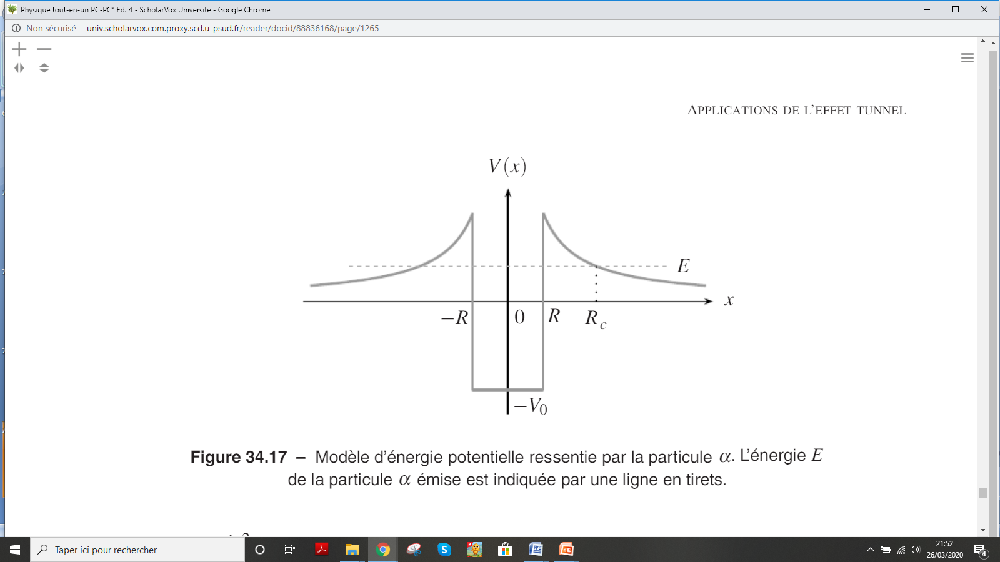 Physique tout-en-un PC-PC* Ed. 4 - ScholarVox Université - Google Chrome
Non sécurisé | univ.scholarvox.com.proxy.scd.u-psud.fr/reader/docid/88836168/page/1265
APPLICATIONS DE L'EFFET TUNNEL
V(x)
E
x
−R
0
R
R_c
−V_0
Figure 34.17 – Modèle d'énergie potentielle ressentie par la particule α. L'énergie E
de la particule α émise est indiquée par une ligne en tirets.
Taper ici pour rechercher
21:52
26/03/2020
4